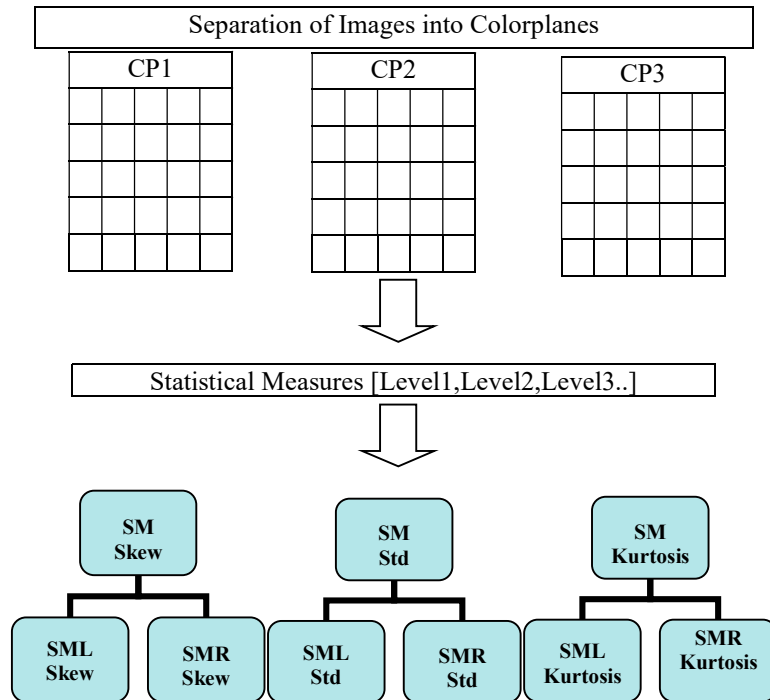 Separation of Images into Colorplanes
CP1
CP2
CP3
Statistical Measures [Level1,Level2,Level3..]
SM
Skew
SM
Std
SM
Kurtosis
SML
Skew
SMR
Skew
SML
Std
SMR
Std
SML
Kurtosis
SMR
Kurtosis